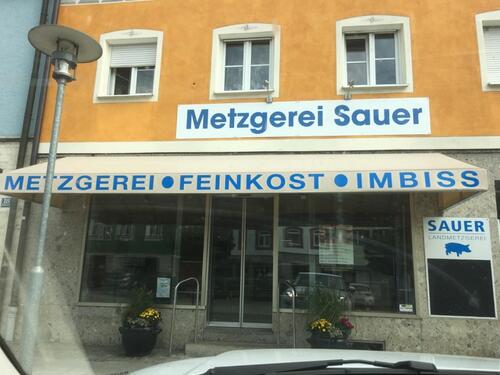 Metzgerei Sauer
METZGEREI • FEINKOST • IMBISS
SAUER
LANDMETZGEREI